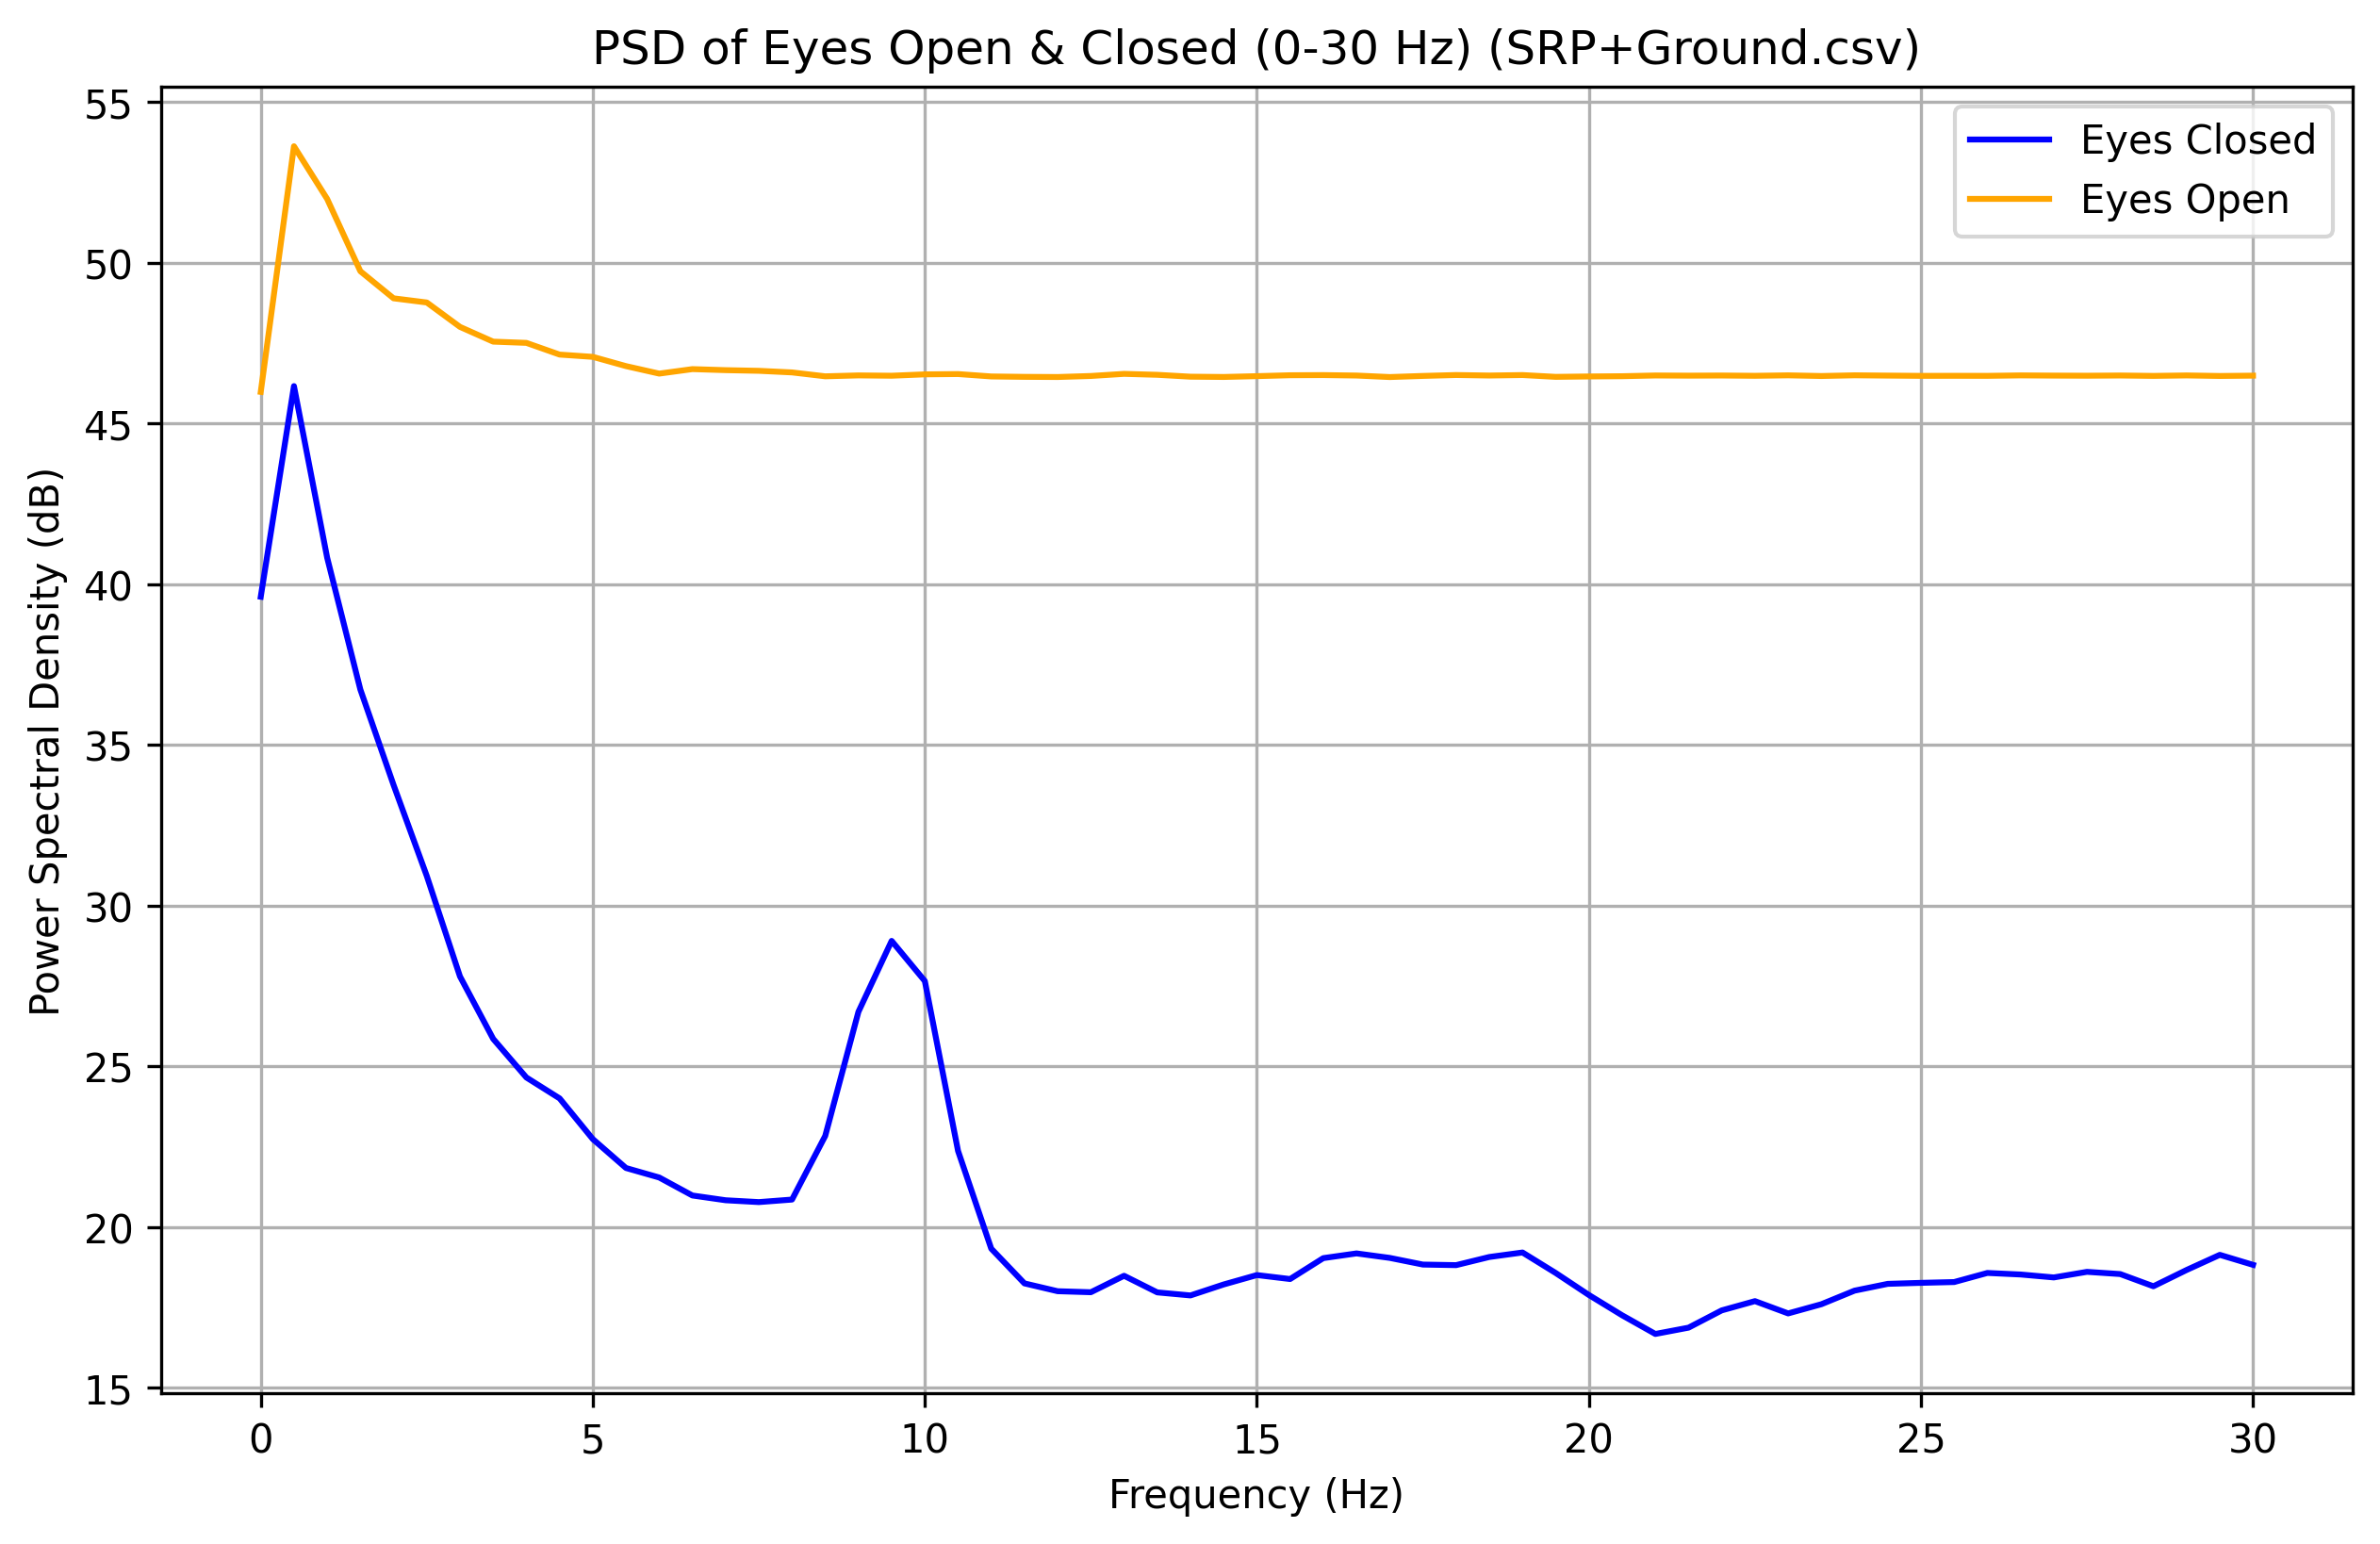 PSD of Eyes Open & Closed (0-30 Hz) (SRP+Ground.csv)
Eyes Closed
Eyes Open
Power Spectral Density (dB)
55
50
45
40
35
30
25
20
15
0 5 10 15 20 25 30
Frequency (Hz)